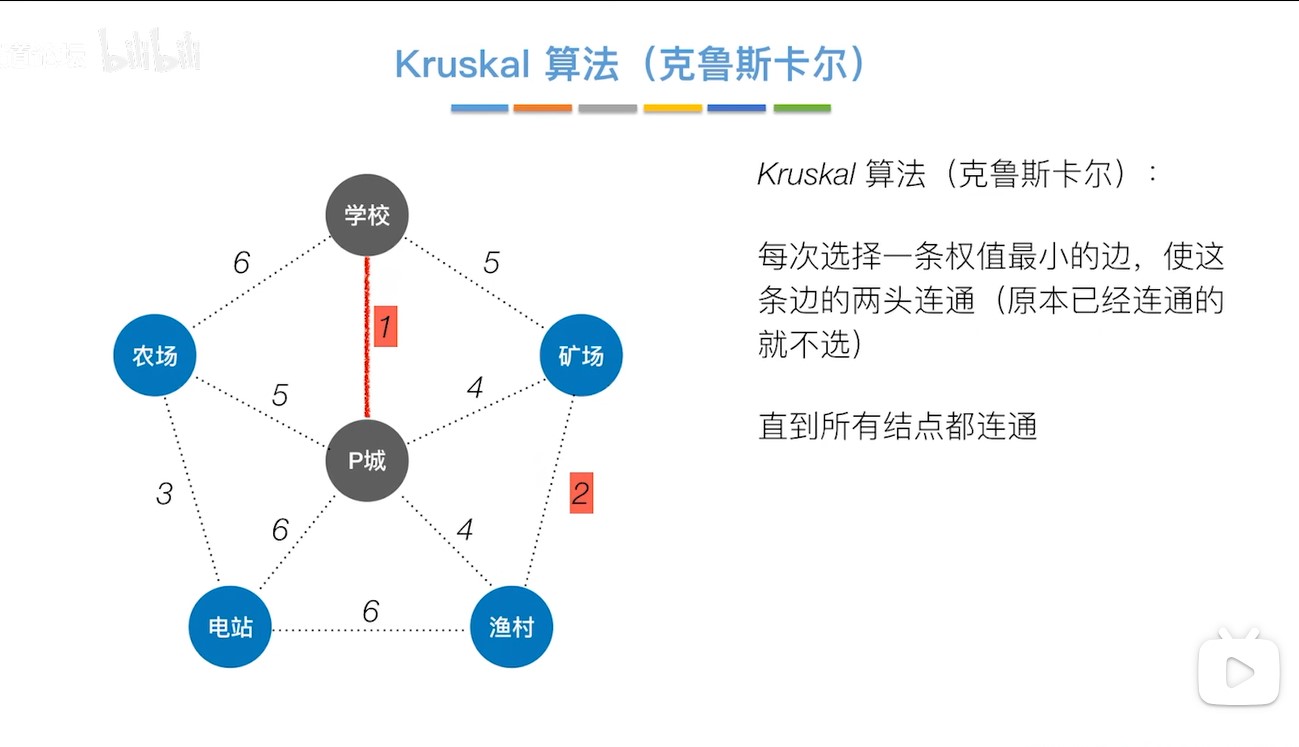 bilibili
Kruskal 算法（克鲁斯卡尔）
Kruskal 算法（克鲁斯卡尔）:
学校
每次选择一条权值最小的边，使这
条边的两头连通（原本已经连通的
就不选）
6
5
1
农场
矿场
5
4
直到所有结点都连通
P城
3
2
6
4
6
电站
渔村